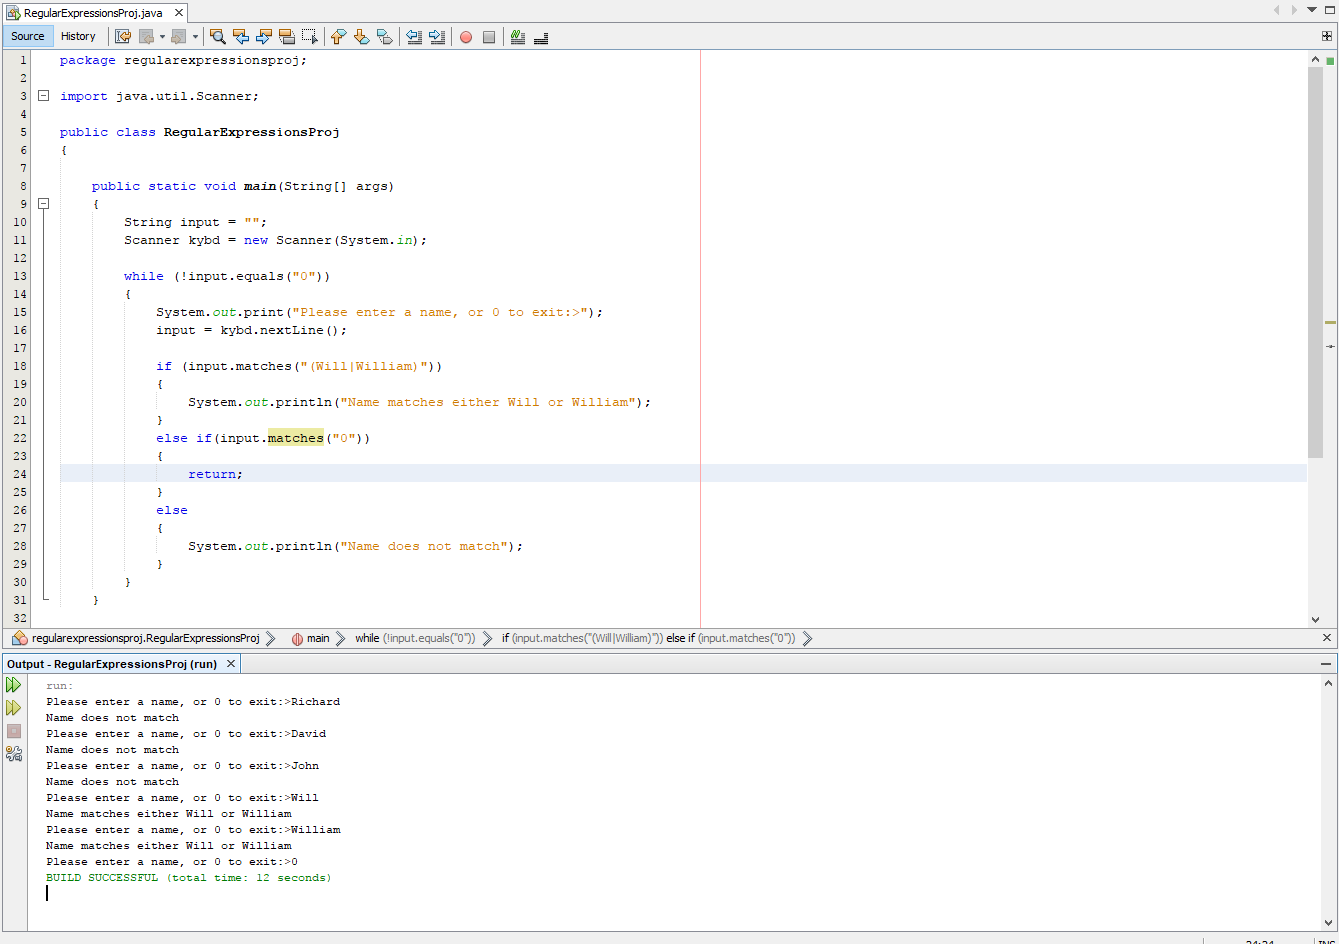 RegularExpressionsProj.java
Source History
1 package regularexpressionsproj;
2
3 import java.util.Scanner;
4
5 public class RegularExpressionsProj
6 {
7
8 public static void main(String[] args)
9 {
10 String input = "";
11 Scanner kybd = new Scanner(System.in);
12
13 while (!input.equals("0"))
14 {
15 System.out.print("Please enter a name, or 0 to exit:>");
16 input = kybd.nextLine();
17
18 if (input.matches("(Will|William)"))
19 {
20 System.out.println("Name matches either Will or William");
21 }
22 else if(input.matches("0"))
23 {
24 return;
25 }
26 else
27 {
28 System.out.println("Name does not match");
29 }
30 }
31 }
32
regularexpressionsproj.RegularExpressionsProj main while (!input.equals("0")) if (input.matches("(Will|William)")) else if (input.matches("0"))
Output - RegularExpressionsProj (run)
run:
Please enter a name, or 0 to exit:>Richard
Name does not match
Please enter a name, or 0 to exit:>David
Name does not match
Please enter a name, or 0 to exit:>John
Name does not match
Please enter a name, or 0 to exit:>Will
Name matches either Will or William
Please enter a name, or 0 to exit:>William
Name matches either Will or William
Please enter a name, or 0 to exit:>0
BUILD SUCCESSFUL (total time: 12 seconds)